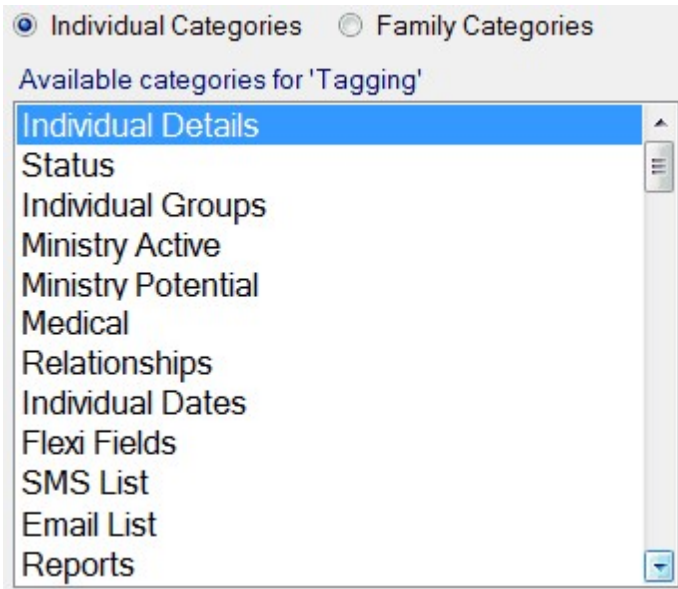 Individual Categories Family Categories
Available categories for 'Tagging'
Individual Details
Status
Individual Groups
Ministry Active
Ministry Potential
Medical
Relationships
Individual Dates
Flexi Fields
SMS List
Email List
Reports